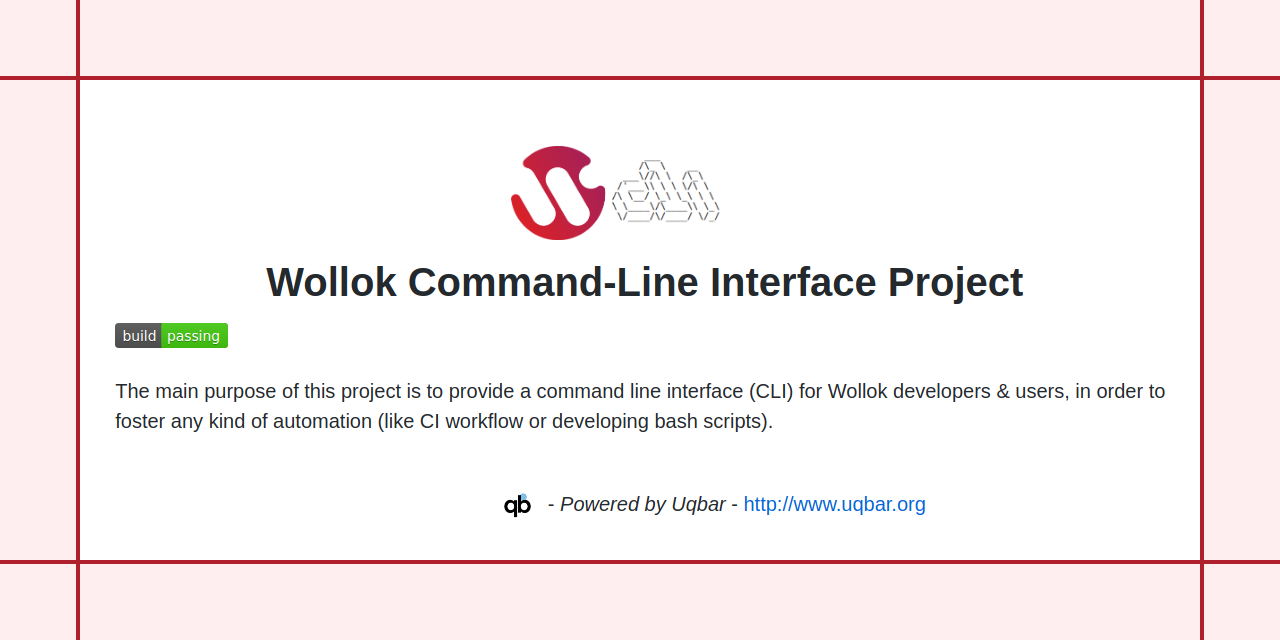 Wollok Command-Line Interface Project
build passing
The main purpose of this project is to provide a command line interface (CLI) for Wollok developers & users, in order to
foster any kind of automation (like CI workflow or developing bash scripts).
qb - Powered by Uqbar - http://www.uqbar.org